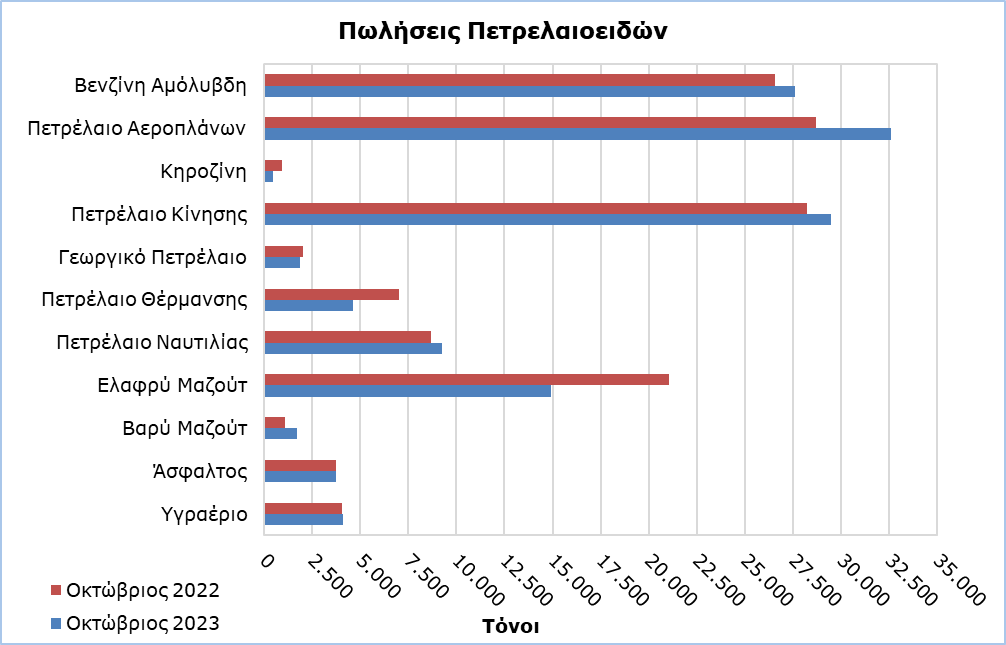 Πωλήσεις Πετρελαιοειδών
Βενζίνη Αμόλυβδη
Πετρέλαιο Αεροπλάνων
Κηροζίνη
Πετρέλαιο Κίνησης
Γεωργικό Πετρέλαιο
Πετρέλαιο Θέρμανσης
Πετρέλαιο Ναυτιλίας
Ελαφρύ Μαζούτ
Βαρύ Μαζούτ
Άσφαλτος
Υγραέριο
0 2.500 5.000 7.500 10.000 12.500 15.000 17.500 20.000 22.500 25.000 27.500 30.000 32.500 35.000
Τόνοι
Οκτώβριος 2022
Οκτώβριος 2023